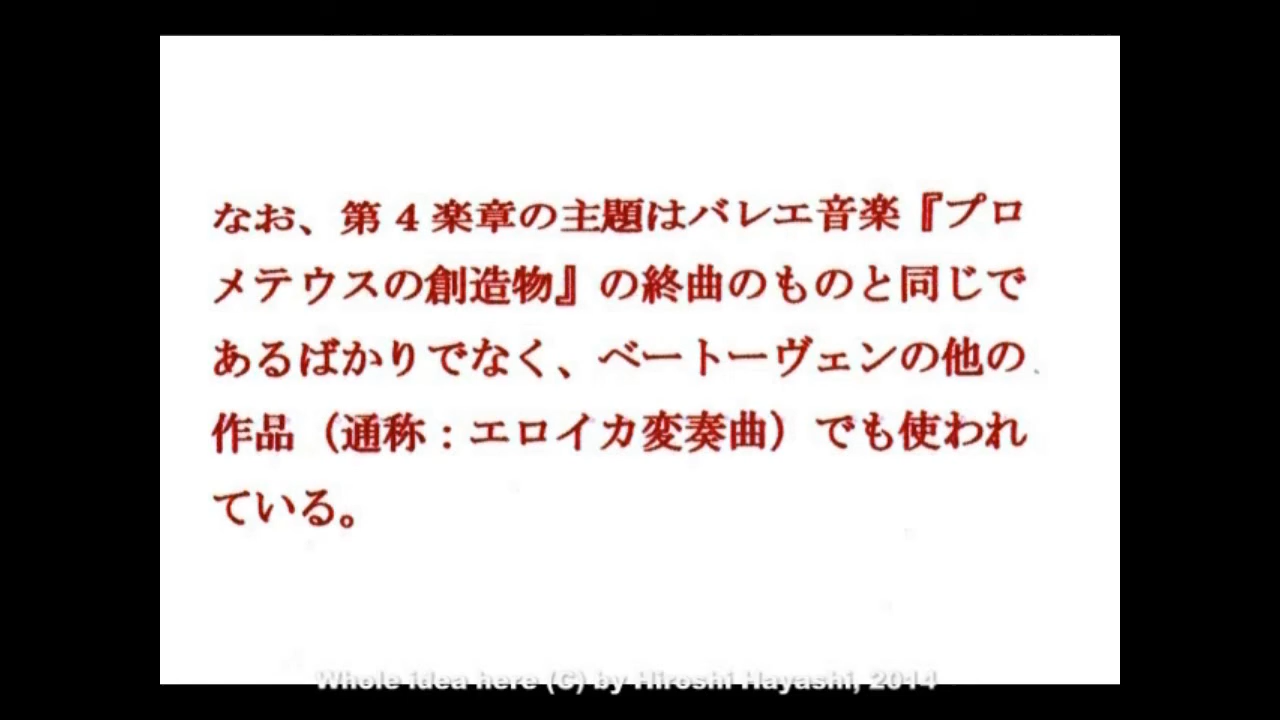 なお、第４楽章の主題はバレエ音楽『プロ
メテウスの創造物』の終曲のものと同じで
あるばかりでなく、ベートーヴェンの他の
作品（通称：エロイカ変奏曲）でも使われ
ている。
Whole idea here (C) by Hiroshi Hayashi, 2014